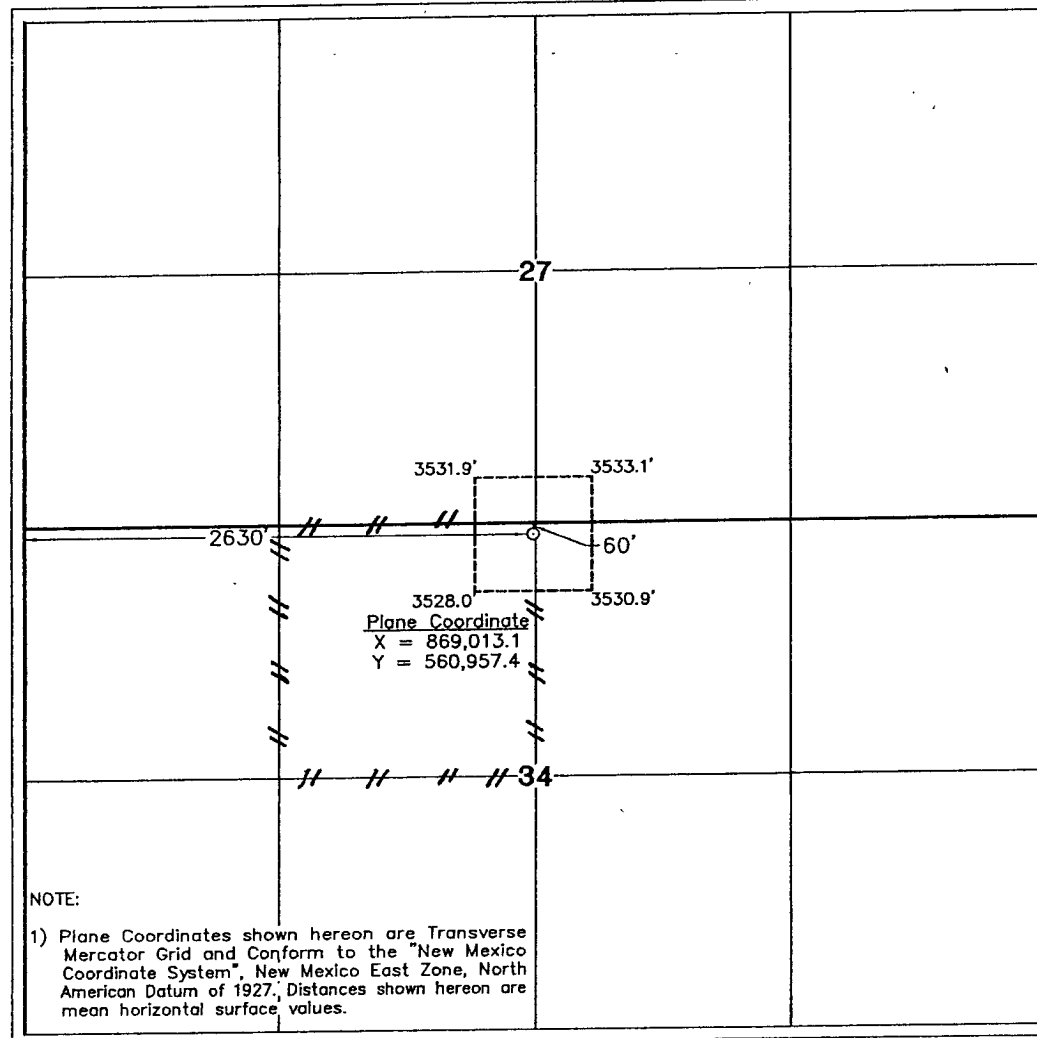 27
3531.9'
3533.1'
2630'
60'
3528.0'
3530.9'
Plane Coordinate
X = 869,013.1
Y = 560,957.4
34
NOTE:
1) Plane Coordinates shown hereon are Transverse
Mercator Grid and Conform to the "New Mexico
Coordinate System", New Mexico East Zone, North
American Datum of 1927. Distances shown hereon are
mean horizontal surface values.